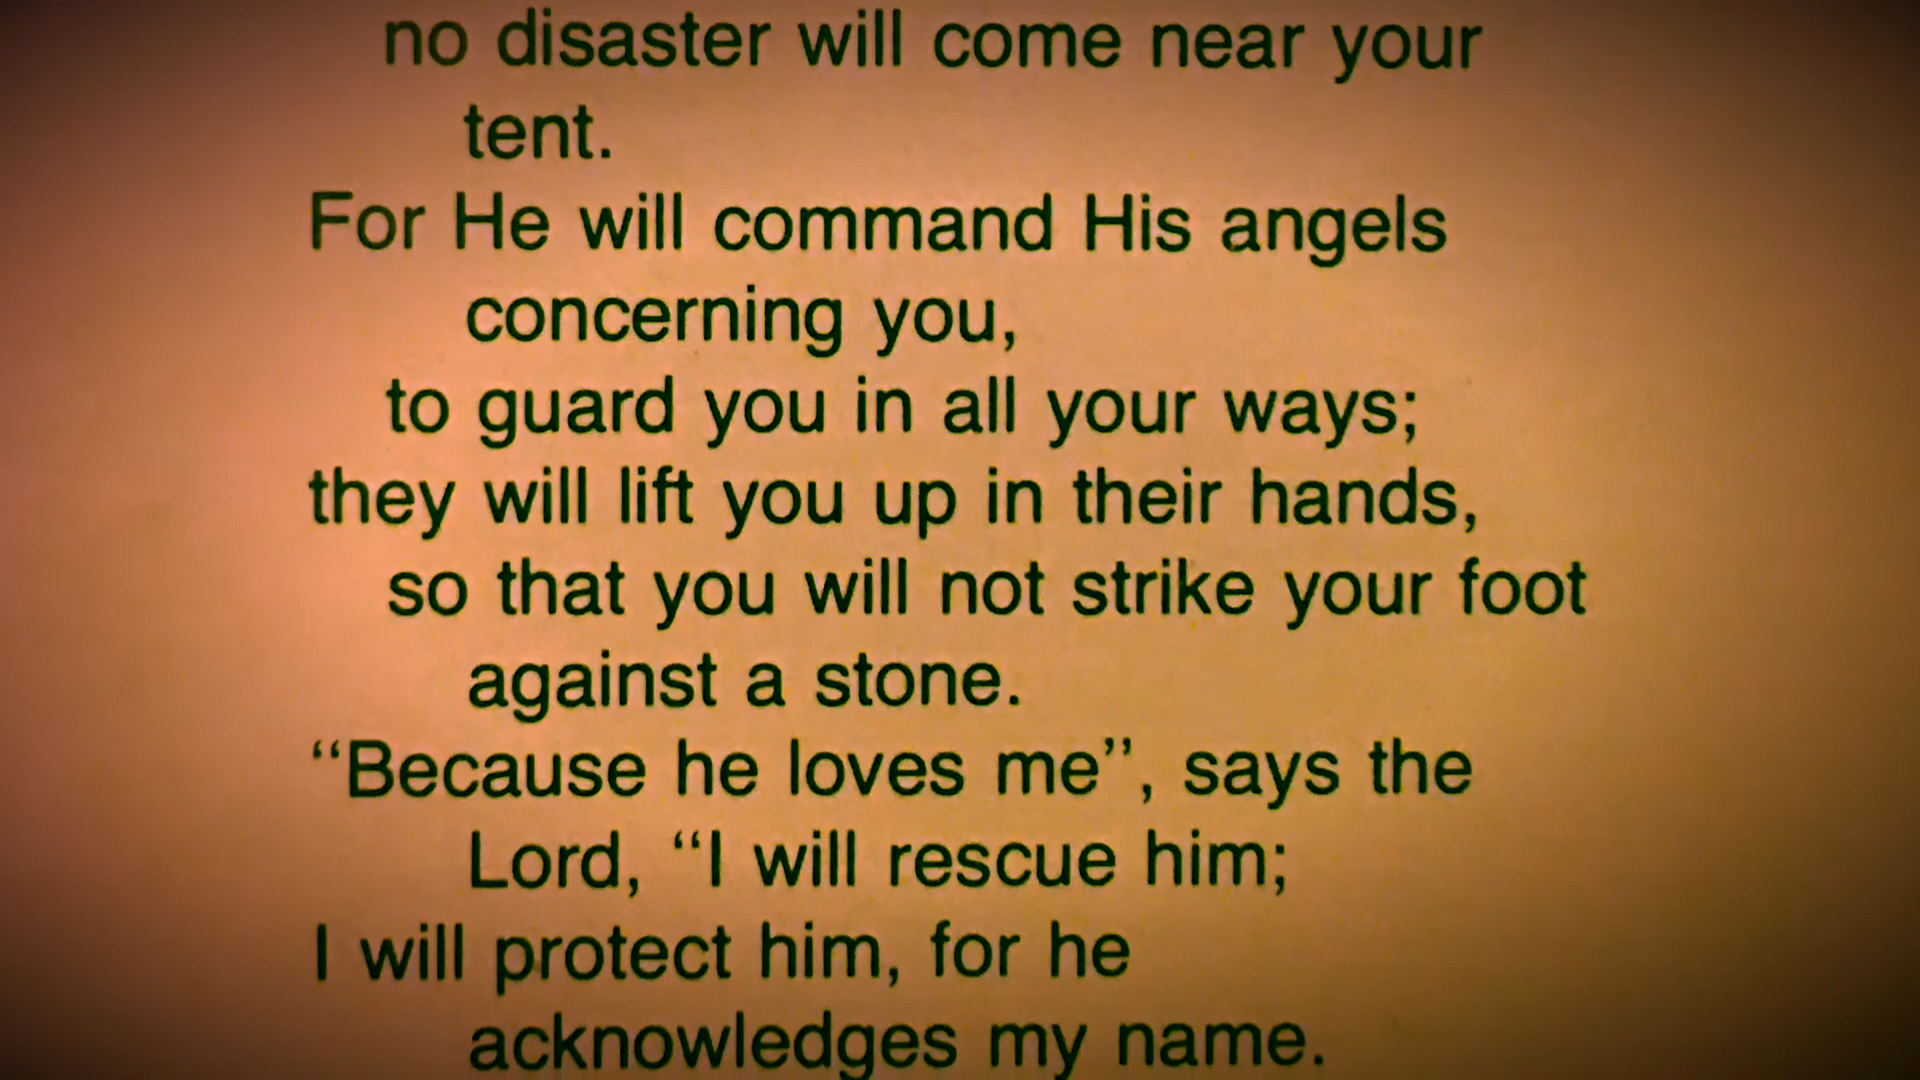 no disaster will come near your
tent.
For He will command His angels
concerning you,
to guard you in all your ways;
they will lift you up in their hands,
so that you will not strike your foot
against a stone.
“Because he loves me”, says the
Lord, “I will rescue him;
I will protect him, for he
acknowledges my name.